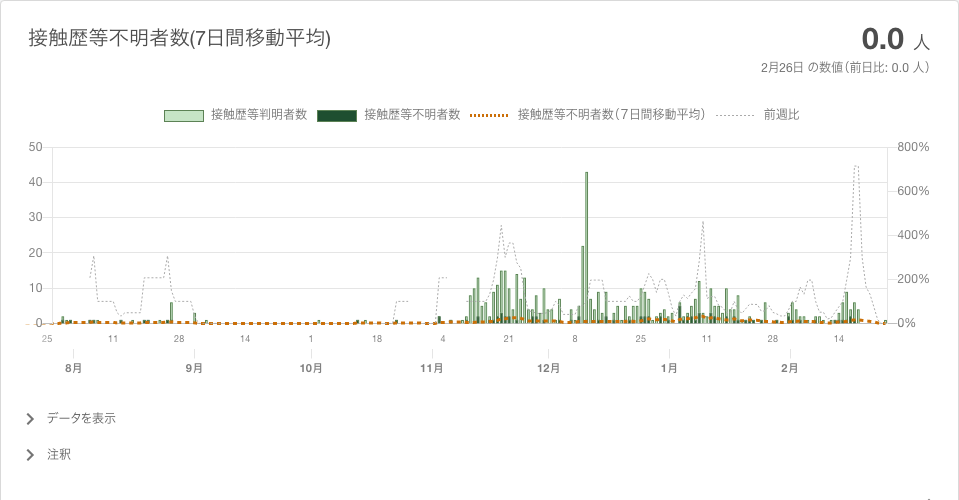 接触歴等不明者数(7日間移動平均)
0.0 人
2月26日 の数値(前日比: 0.0 人)
接触歴等判明者数 接触歴等不明者数 接触歴等不明者数(7日間移動平均) 前週比
50 800%
40 600%
30 400%
20
10 200%
0 0%
25 11 28 14 1 18 4 21 8 25 11 28 14
8月 9月 10月 11月 12月 1月 2月
データを表示
注釈